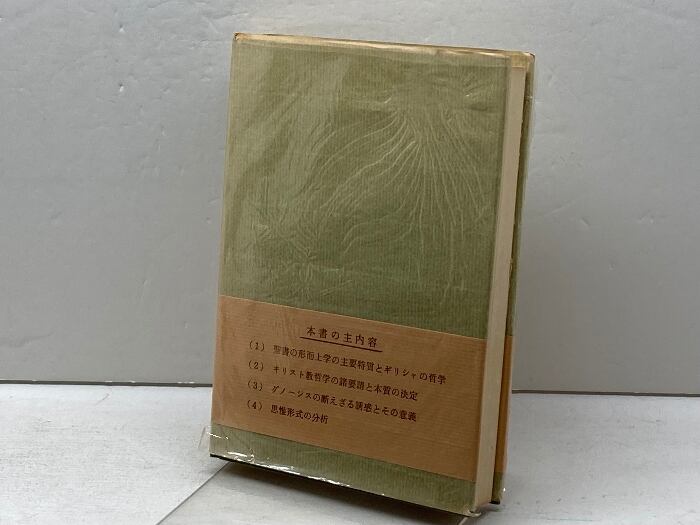 本書の主内容
（1） 聖書の形而上学の主要特質とギリシャの哲学
（2） キリスト教哲学の諸要請と本質の決定
（3） グノーシスの断えざる誘惑とその意義
（4） 思惟形式の分析